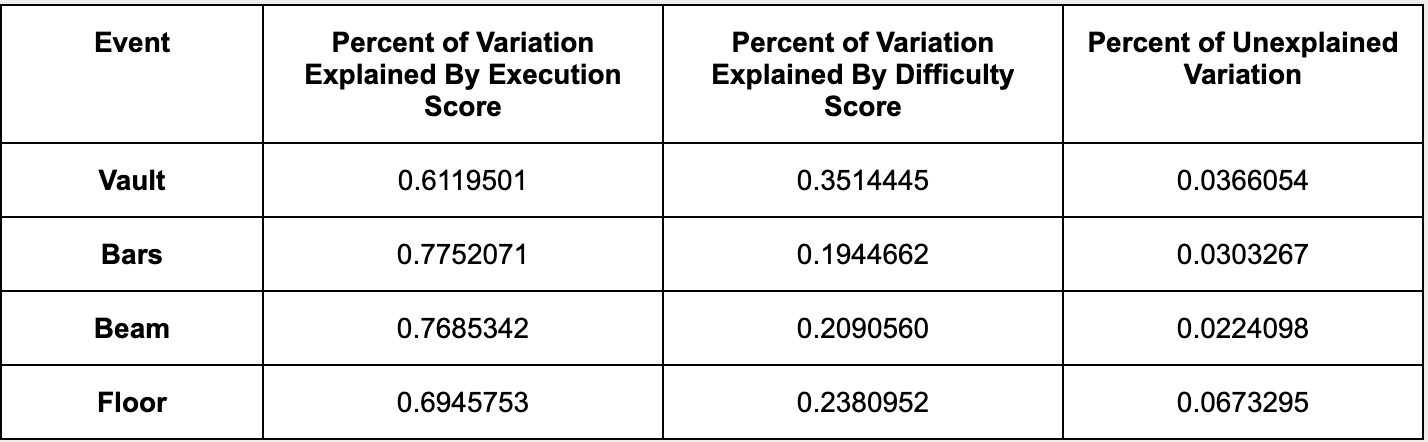 Event
Percent of Variation
Explained By Execution
Score
Percent of Variation
Explained By Difficulty
Score
Percent of Unexplained
Variation
Vault 0.6119501 0.3514445 0.0366054
Bars 0.7752071 0.1944662 0.0303267
Beam 0.7685342 0.2090560 0.0224098
Floor 0.6945753 0.2380952 0.0673295